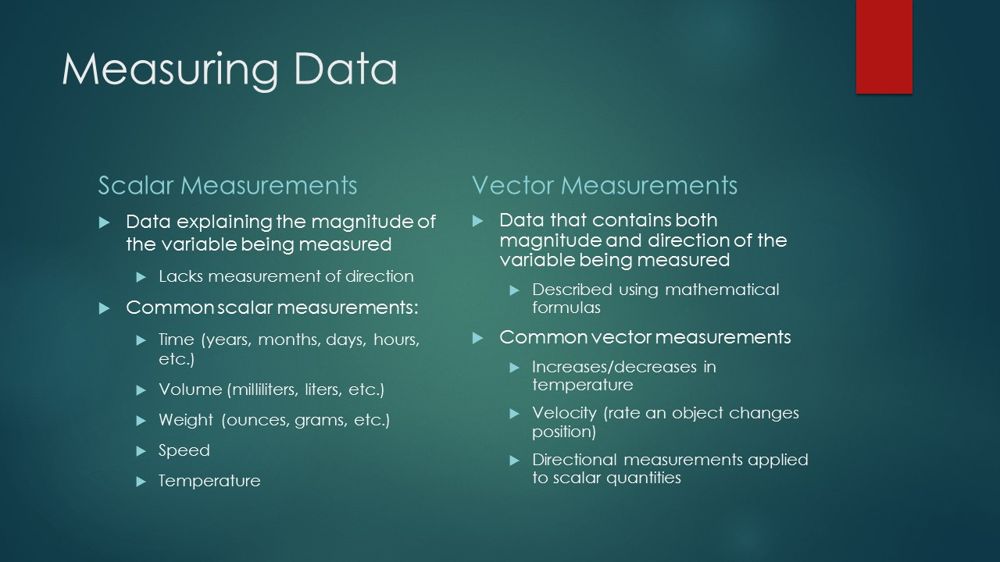 Measuring Data
Scalar Measurements
Data explaining the magnitude of
the variable being measured
Lacks measurement of direction
Common scalar measurements:
Time (years, months, days, hours,
etc.)
Volume (milliliters, liters, etc.)
Weight (ounces, grams, etc.)
Speed
Temperature
Vector Measurements
Data that contains both
magnitude and direction of the
variable being measured
Described using mathematical
formulas
Common vector measurements
Increases/decreases in
temperature
Velocity (rate an object changes
position)
Directional measurements applied
to scalar quantities